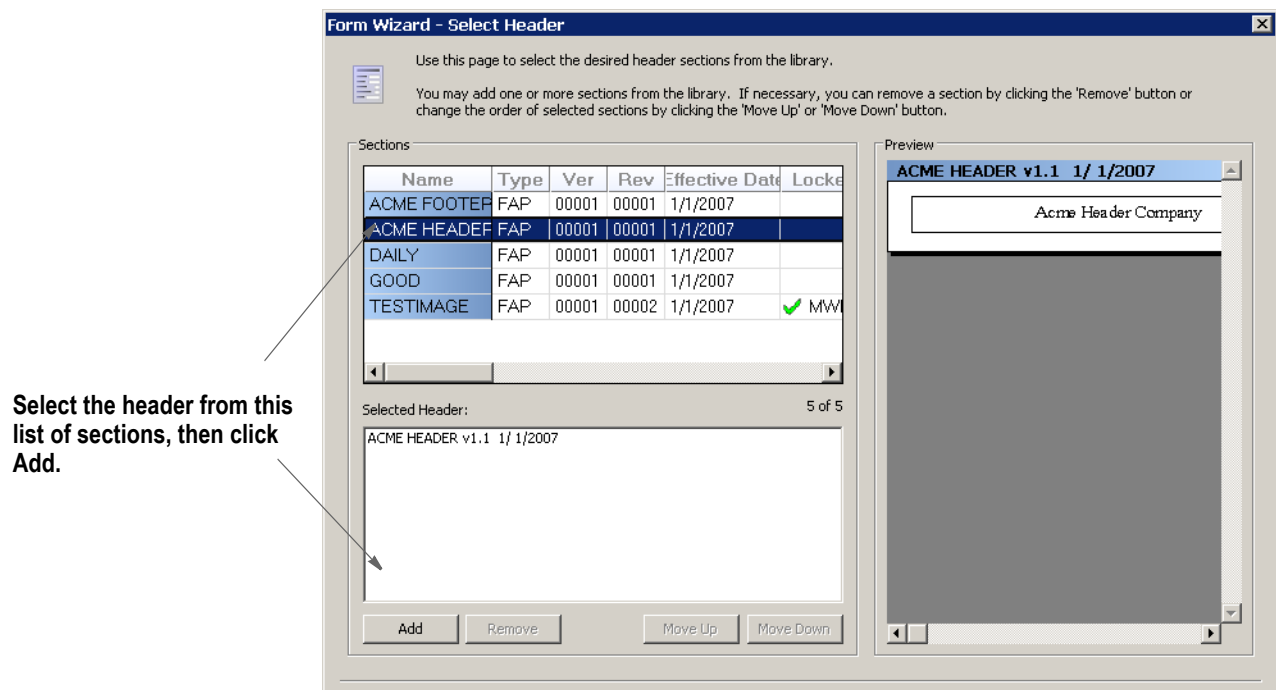 Form Wizard - Select Header
Use this page to select the desired header sections from the library.
You may add one or more sections from the library. If necessary, you can remove a section by clicking the 'Remove' button or
change the order of selected sections by clicking the 'Move Up' or 'Move Down' button.
Sections
Name Type Ver Rev Effective Date Locke
ACME FOOTER FAP 00001 00001 1/1/2007
ACME HEADER FAP 00001 00001 1/1/2007
DAILY FAP 00001 00001 1/1/2007
GOOD FAP 00001 00001 1/1/2007
TESTIMAGE FAP 00001 00002 1/1/2007 MW
Selected Header: 5 of 5
ACME HEADER v1.1 1/ 1/2007
Add Remove Move Up Move Down
Preview
ACME HEADER v1.1 1/ 1/2007
Acme Header Company
Select the header from this
list of sections, then click
Add.